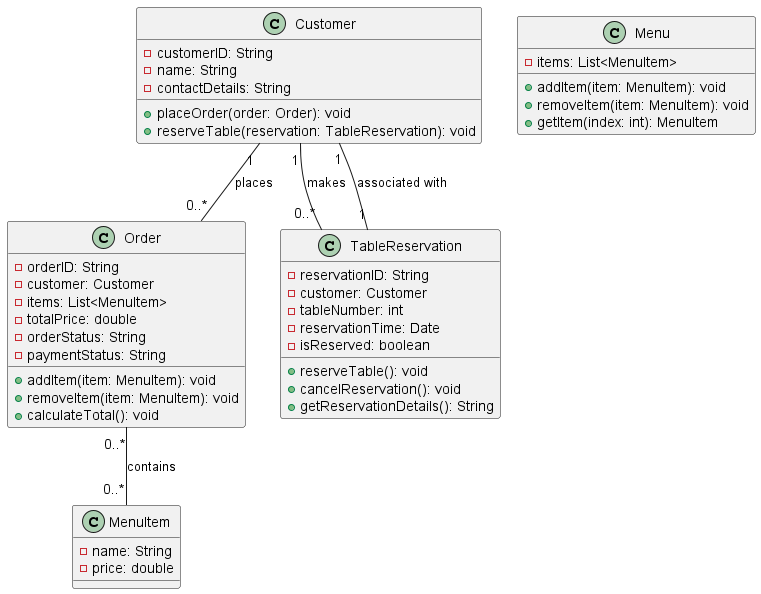 C Customer
customerID: String
name: String
contactDetails: String
placeOrder(order: Order): void
reserveTable(reservation: TableReservation): void
C Menu
items: List<MenuItem>
addItem(item: MenuItem): void
removeItem(item: MenuItem): void
getItem(index: int): MenuItem
1
places
0..*
1
makes
0..*
1
associated with
1
C Order
orderID: String
customer: Customer
items: List<MenuItem>
totalPrice: double
orderStatus: String
paymentStatus: String
addItem(item: MenuItem): void
removeItem(item: MenuItem): void
calculateTotal(): void
C TableReservation
reservationID: String
customer: Customer
tableNumber: int
reservationTime: Date
isReserved: boolean
reserveTable(): void
cancelReservation(): void
getReservationDetails(): String
0..*
contains
0..*
C MenuItem
name: String
price: double